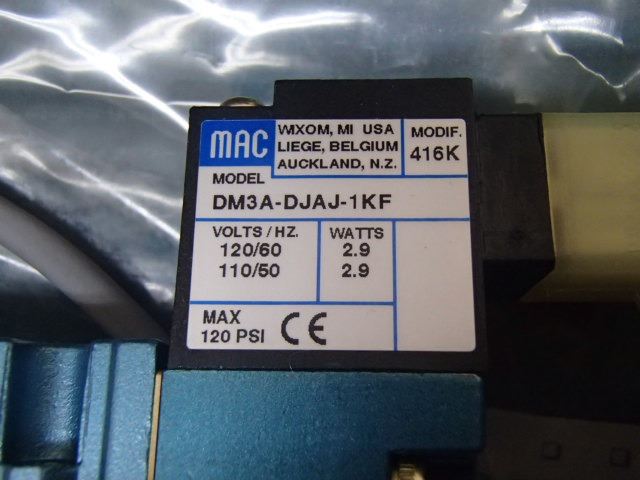 MAC
WIXOM, MI USA
LIEGE, BELGIUM
AUCKLAND, N.Z.
MODIF.
416K
MODEL
DM3A-DJAJ-1KF
VOLTS / HZ.
120/60
110/50
WATTS
2.9
2.9
MAX
120 PSI
CE